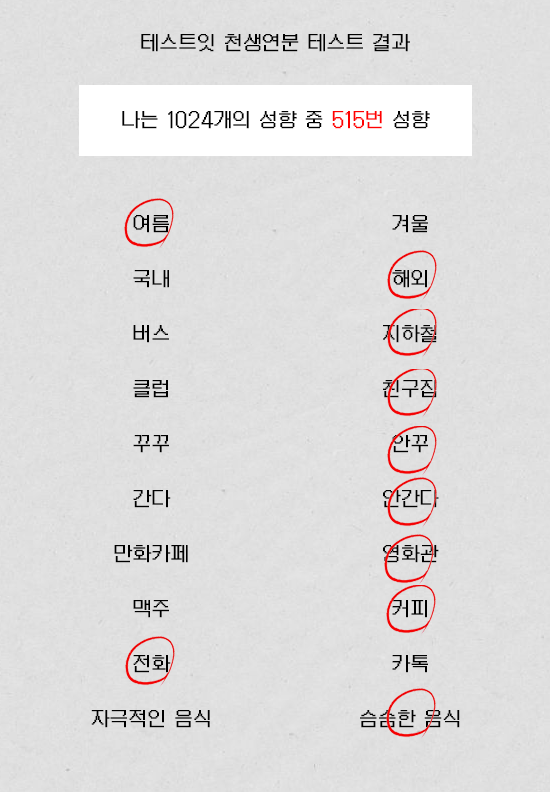 테스트잇 천생연분 테스트 결과
나는 1024개의 성향 중 515번 성향
여름 겨울
국내 해외
버스 지하철
클럽 친구집
꾸꾸 안꾸
간다 안간다
만화카페 영화관
맥주 커피
전화 카톡
자극적인 음식 슴슴한 음식